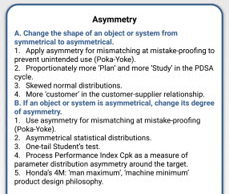 Asymmetry
A. Change the shape of an object or system from
symmetrical to asymmetrical.
1. Apply asymmetry for mismatching at mistake-proofing to
prevent unintended use (Poka-Yoke).
2. Proportionately more 'Plan' and more 'Study' in the PDSA
cycle.
3. Skewed normal distributions.
4. More 'customer' in the customer-supplier relationship.
B. If an object or system is asymmetrical, change its degree
of asymmetry.
1. Use asymmetry for mismatching at mistake-proofing
(Poka-Yoke).
2. Asymmetrical statistical distributions.
3. One-tail Student's test.
4. Process Performance Index Cpk as a measure of
parameter distribution asymmetry around the target.
5. Honda's 4M: 'man maximum', 'machine minimum'
product design philosophy.